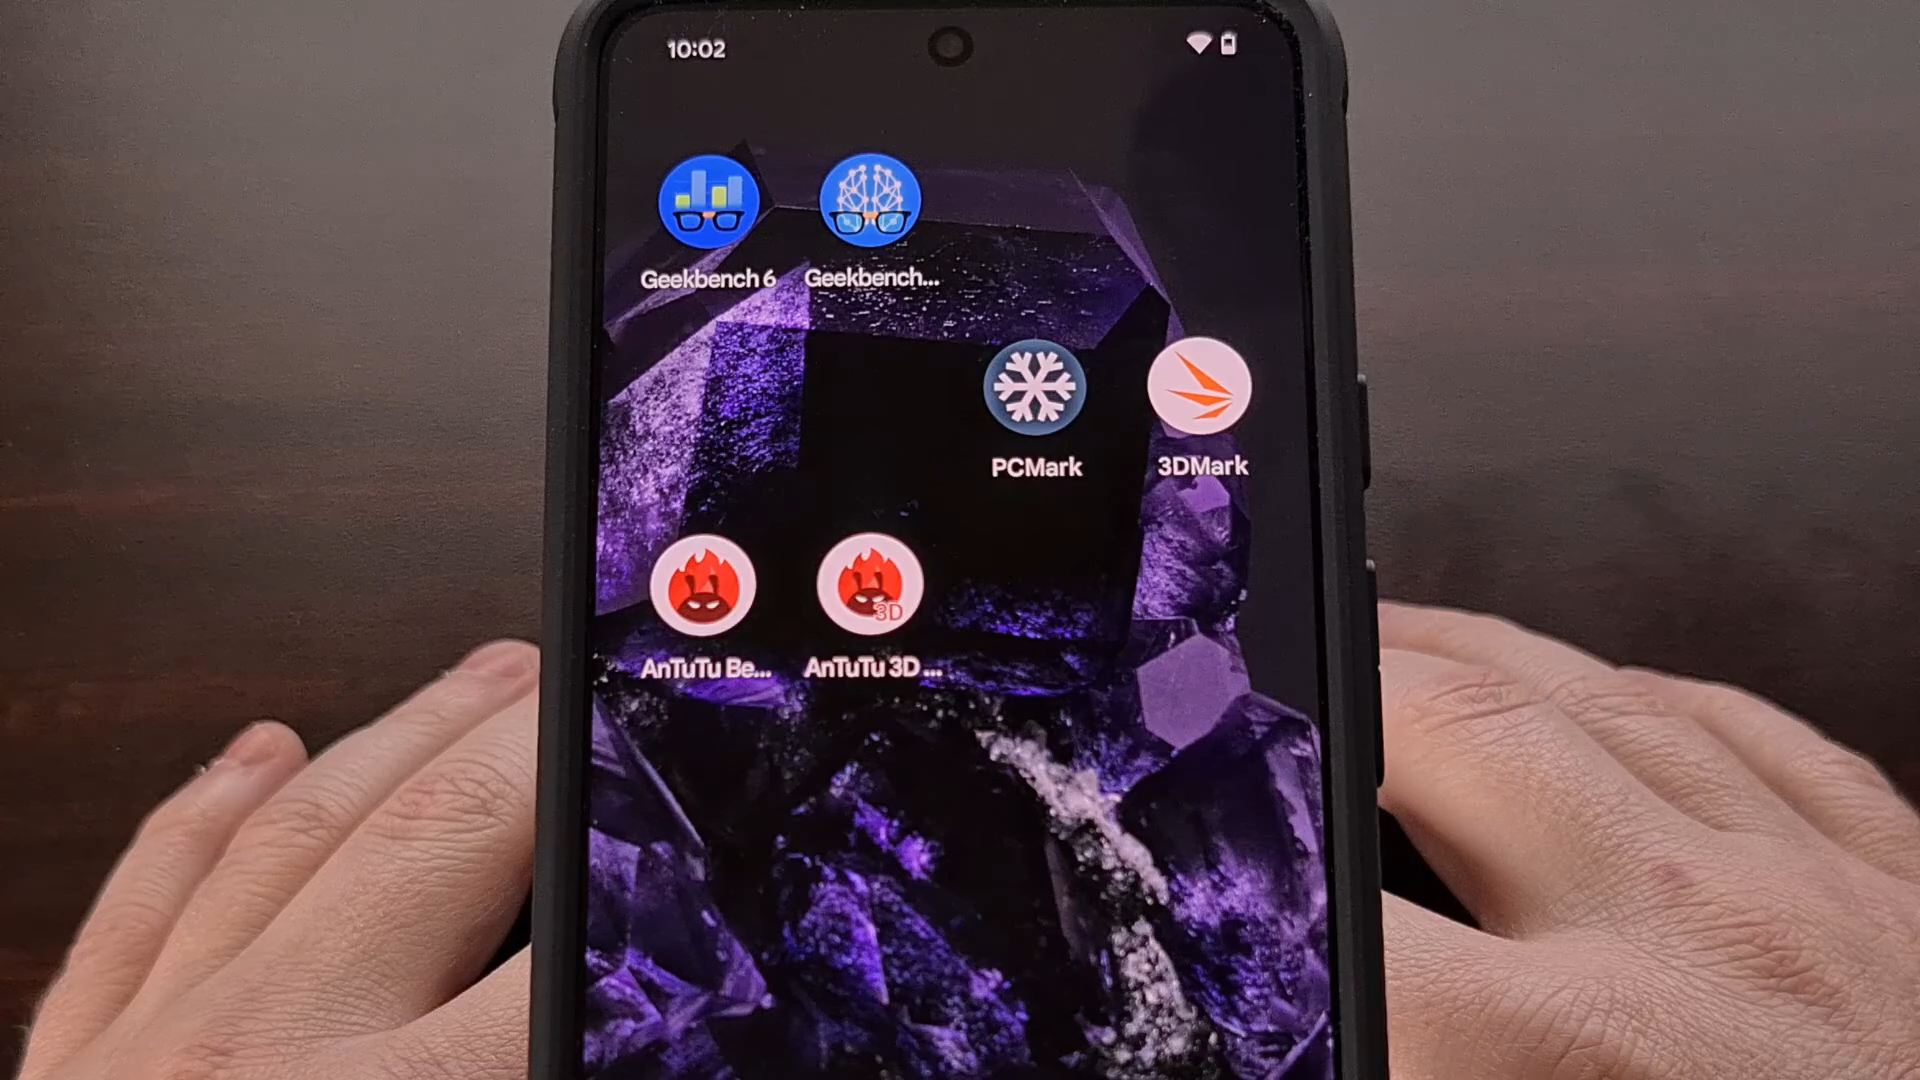 10:02
Geekbench 6
Geekbench...
PCMark
3DMark
3D
AnTuTu Be...
AnTuTu 3D ...